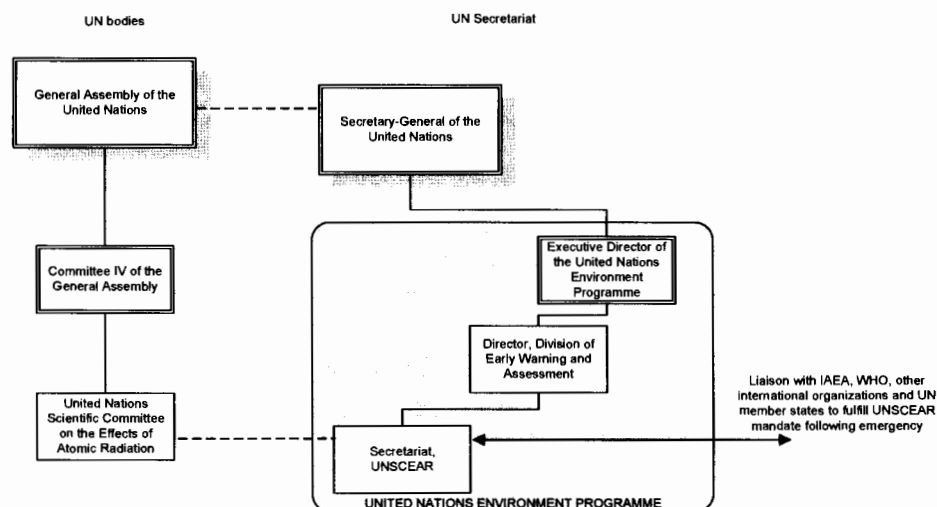 UN bodies
UN Secretariat
General Assembly of the
United Nations
Secretary-General of the
United Nations
Committee IV of the
General Assembly
Executive Director of
the United Nations
Environment
Programme
Director, Division of
Early Warning and
Assessment
United Nations
Scientific Committee
on the Effects of
Atomic Radiation
Secretariat,
UNSCEAR
Liaison with IAEA, WHO, other
international organizations and UN
member states to fulfill UNSCEAR
mandate following emergency
UNITED NATIONS ENVIRONMENT PROGRAMME